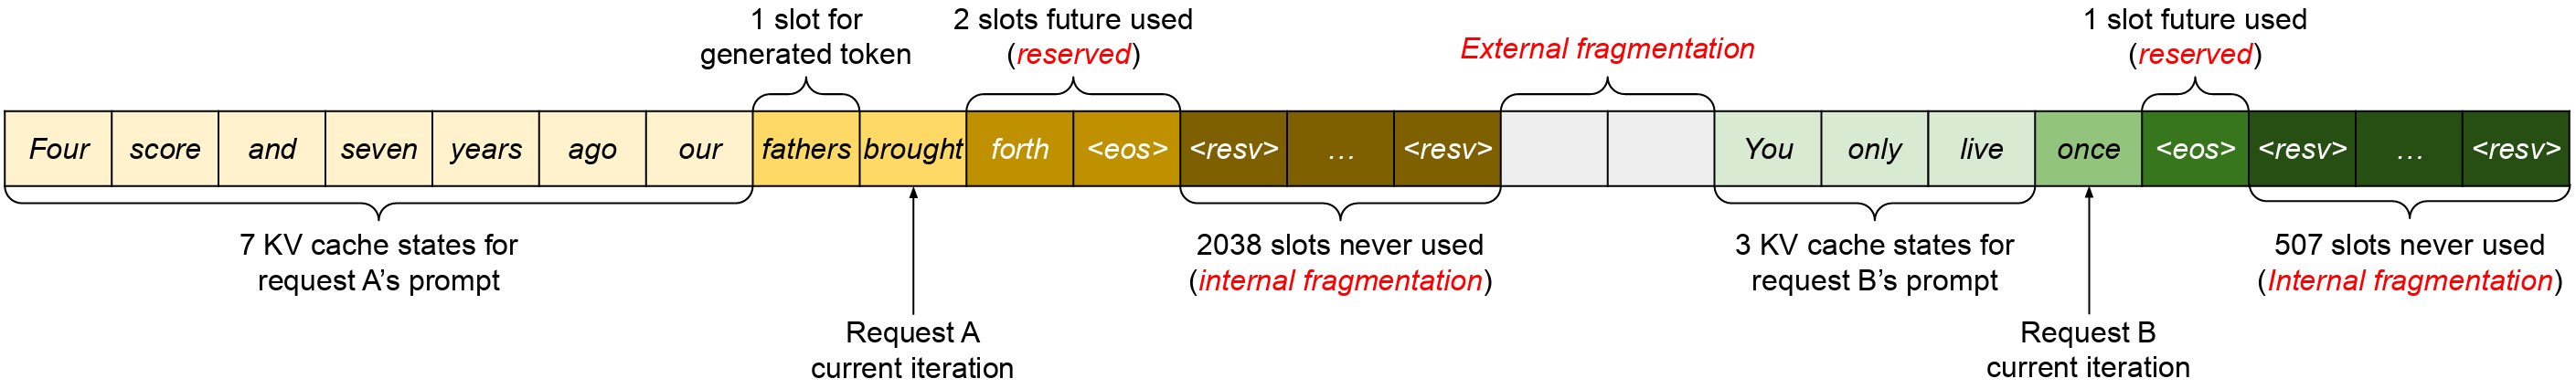 1 slot for
generated token
2 slots future used
(reserved)
External fragmentation
1 slot future used
(reserved)
Four score and seven years ago our fathers brought forth <eos> <resv> ... <resv> You only live once <eos> <resv> ... <resv>
7 KV cache states for
request A's prompt
2038 slots never used
(internal fragmentation)
3 KV cache states for
request B's prompt
507 slots never used
(Internal fragmentation)
Request A
current iteration
Request B
current iteration